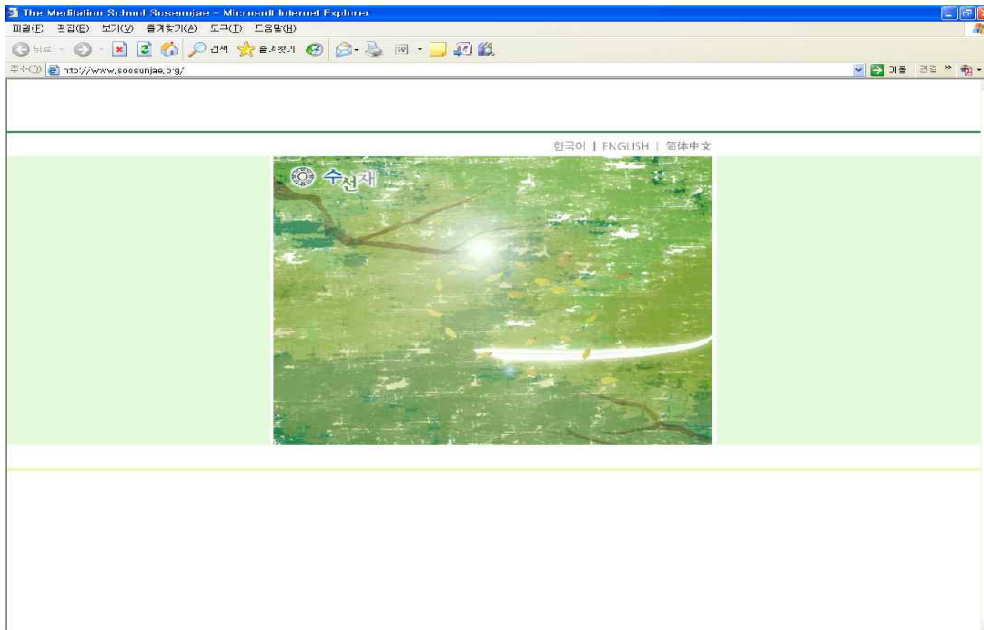 The Meditation School Soosunjae - Microsoft Internet Explorer
파일(F) 편집(E) 보기(V) 즐겨찾기(A) 도구(T) 도움말(H)
뒤로 검색 즐겨찾기
주소(D) http://www.soosunjae.org/ 이동 연결 »
한국어 | ENGLISH | 简体中文
수선재